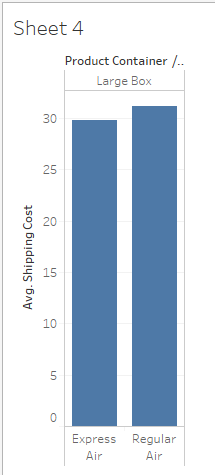 Sheet 4
Product Container /..
Large Box
Avg. Shipping Cost
30
25
20
15
10
5
0
Express Regular
Air Air